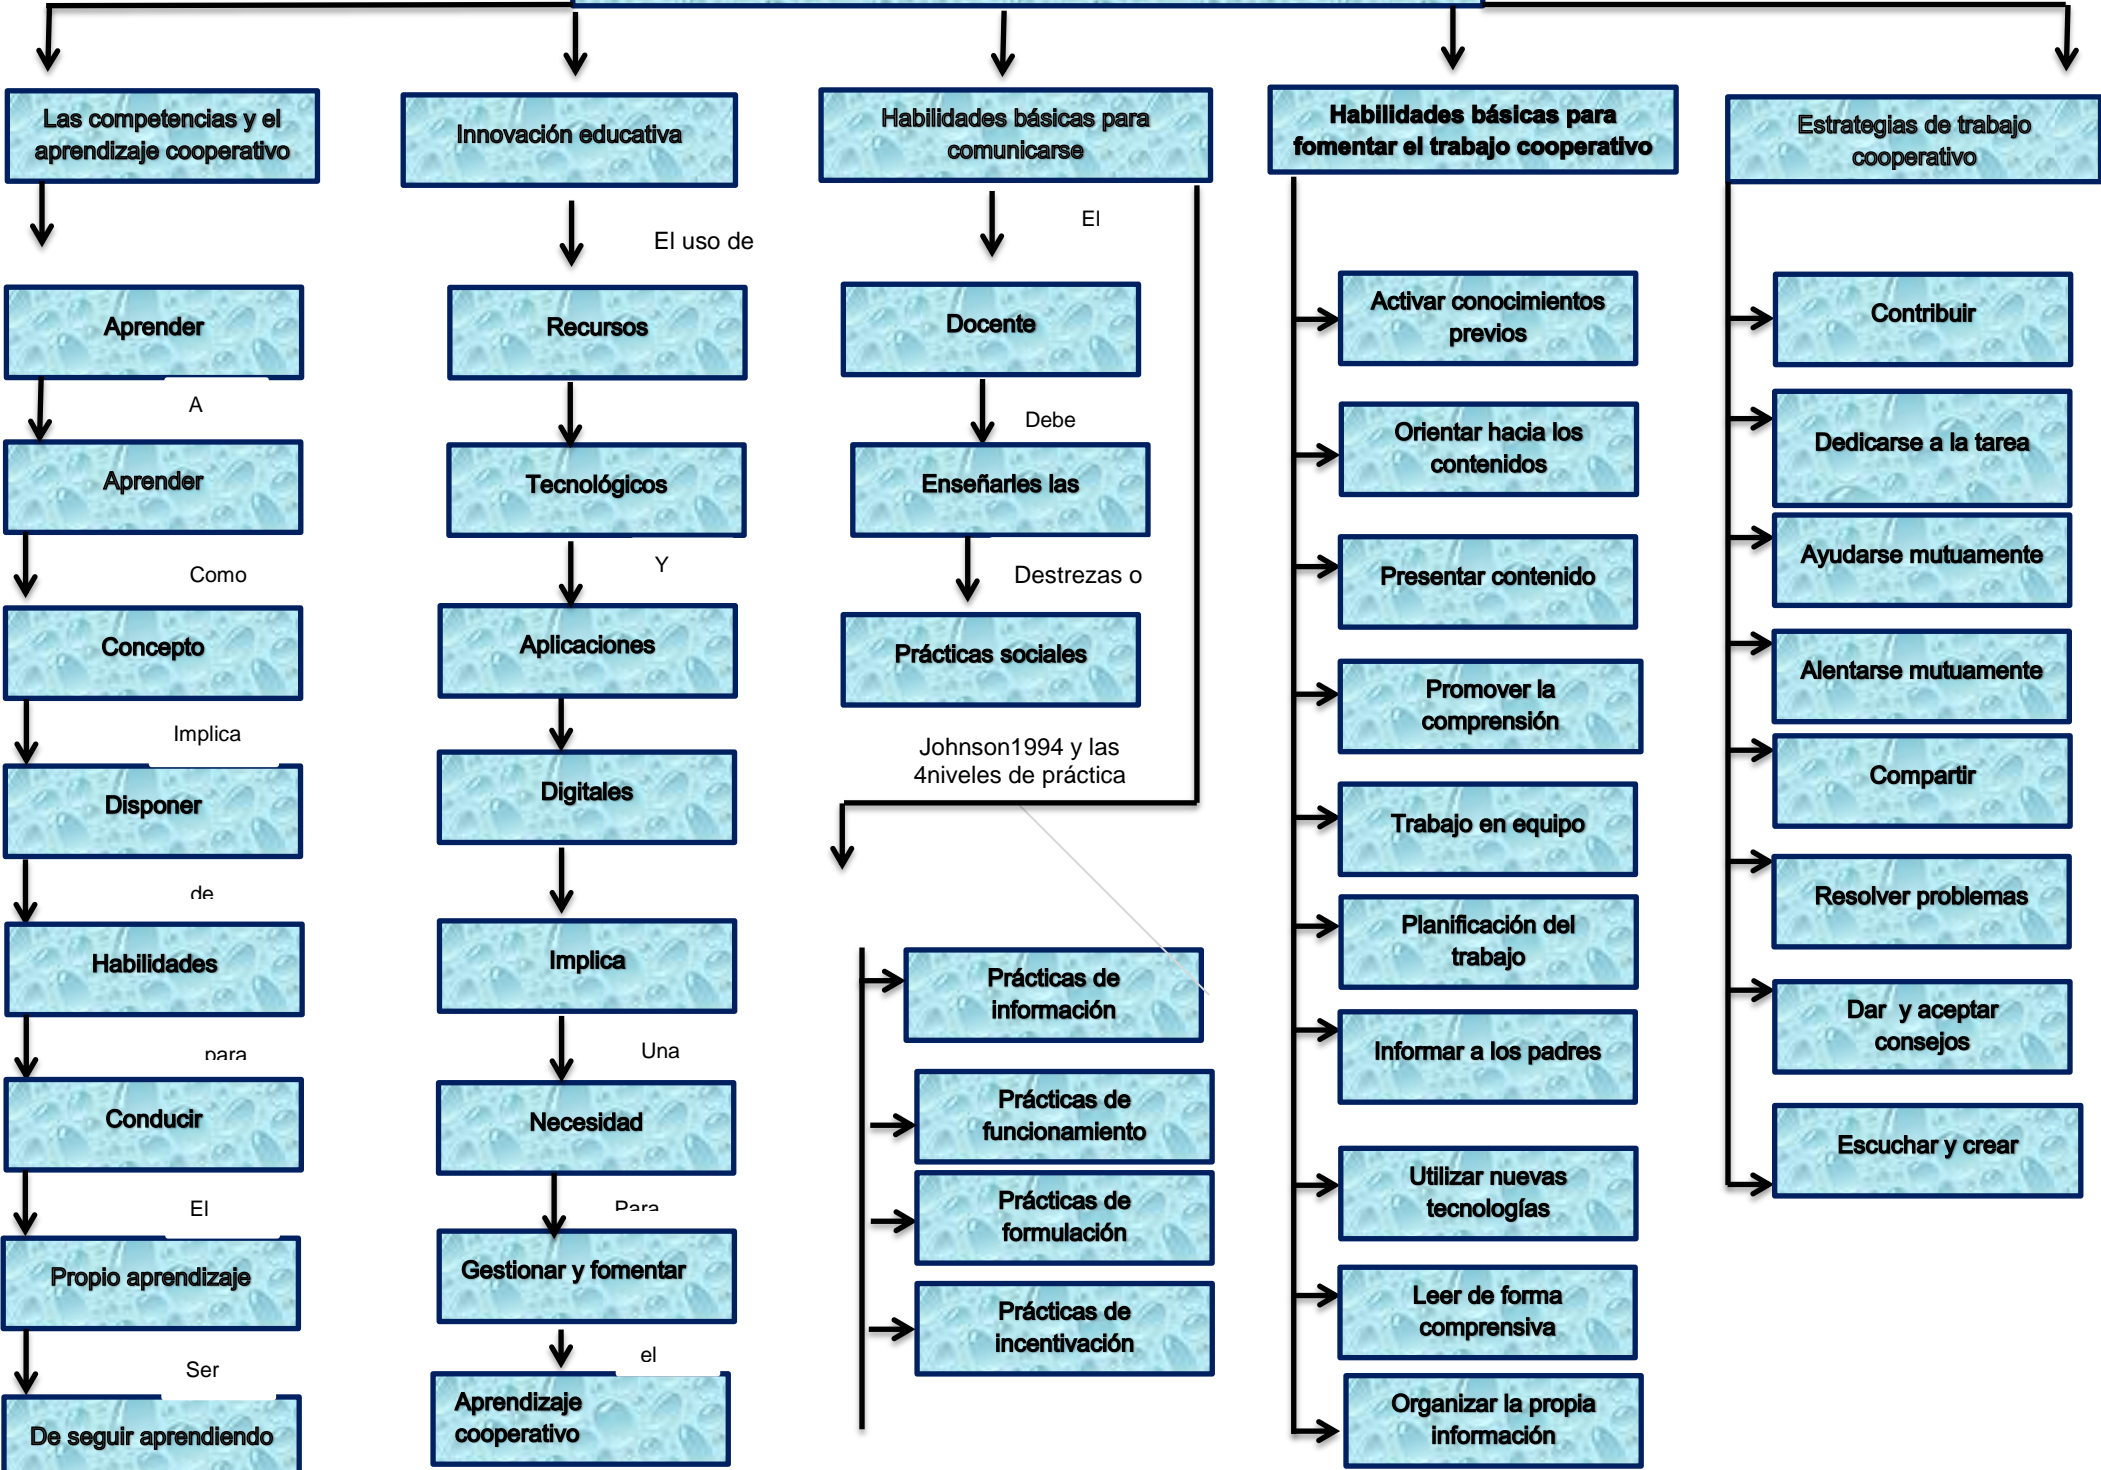 Las competencias y el
aprendizaje cooperativo
Aprender
A
Aprender
Como
Concepto
Implica
Disponer
de
Habilidades
para
Conducir
El
Propio aprendizaje
Ser
De seguir aprendiendo
Innovación educativa
El uso de
Recursos
Tecnológicos
Y
Aplicaciones
Digitales
Implica
Una
Necesidad
Para
Gestionar y fomentar
el
Aprendizaje
cooperativo
Habilidades básicas para
comunicarse
El
Docente
Debe
Enseñarles las
Destrezas o
Prácticas sociales
Johnson1994 y las
4niveles de práctica
Prácticas de
información
Prácticas de
funcionamiento
Prácticas de
formulación
Prácticas de
incentivación
Habilidades básicas para
fomentar el trabajo cooperativo
Activar conocimientos
previos
Orientar hacia los
contenidos
Presentar contenido
Promover la
comprensión
Trabajo en equipo
Planificación del
trabajo
Informar a los padres
Utilizar nuevas
tecnologías
Leer de forma
comprensiva
Organizar la propia
información
Estrategias de trabajo
cooperativo
Contribuir
Dedicarse a la tarea
Ayudarse mutuamente
Alentarse mutuamente
Compartir
Resolver problemas
Dar  y aceptar
consejos
Escuchar y crear